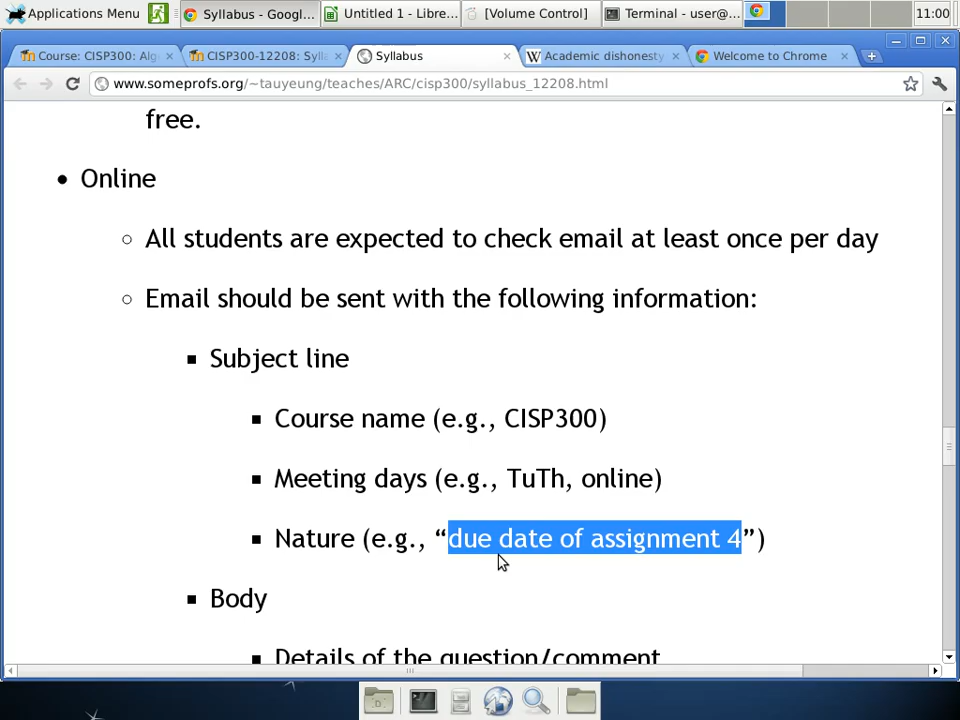 Applications Menu
Syllabus - Googl...
Untitled 1 - Libre...
[Volume Control]
Terminal - user@...
11:00
Course: CISP300: Alg
CISP300-12208: Sylla
Syllabus
Academic dishonesty
Welcome to Chrome
www.someprofs.org/~tauyeung/teaches/ARC/cisp300/syllabus_12208.html
free.
Online
All students are expected to check email at least once per day
Email should be sent with the following information:
Subject line
Course name (e.g., CISP300)
Meeting days (e.g., TuTh, online)
Nature (e.g., “due date of assignment 4”)
Body
Details of the question/comment